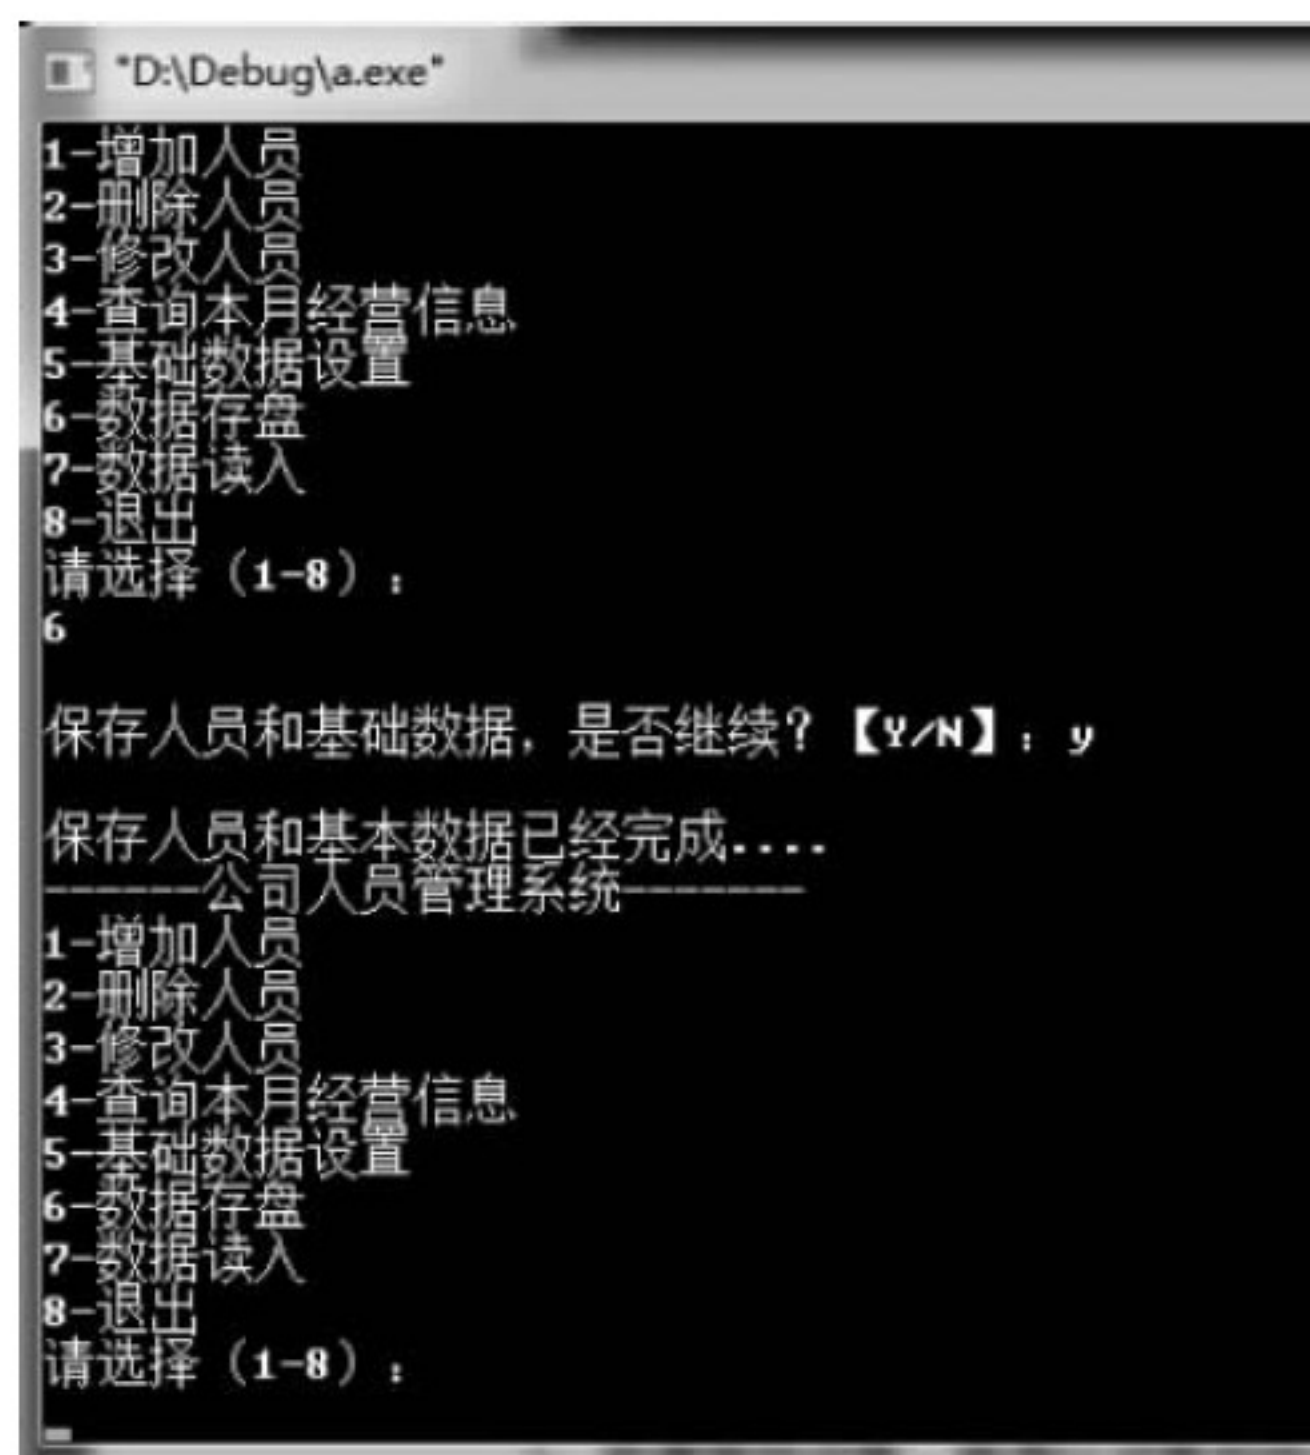 "D:\Debug\a.exe"
1-增加人员
2-删除人员
3-修改人员
4-查询本月经营信息
5-基础数据设置
6-数据存盘
7-数据读入
8-退出
请选择（1-8）：
6
保存人员和基础数据，是否继续？【Y/N】：y
保存人员和基本数据已经完成....
------公司人员管理系统-------
1-增加人员
2-删除人员
3-修改人员
4-查询本月经营信息
5-基础数据设置
6-数据存盘
7-数据读入
8-退出
请选择（1-8）：